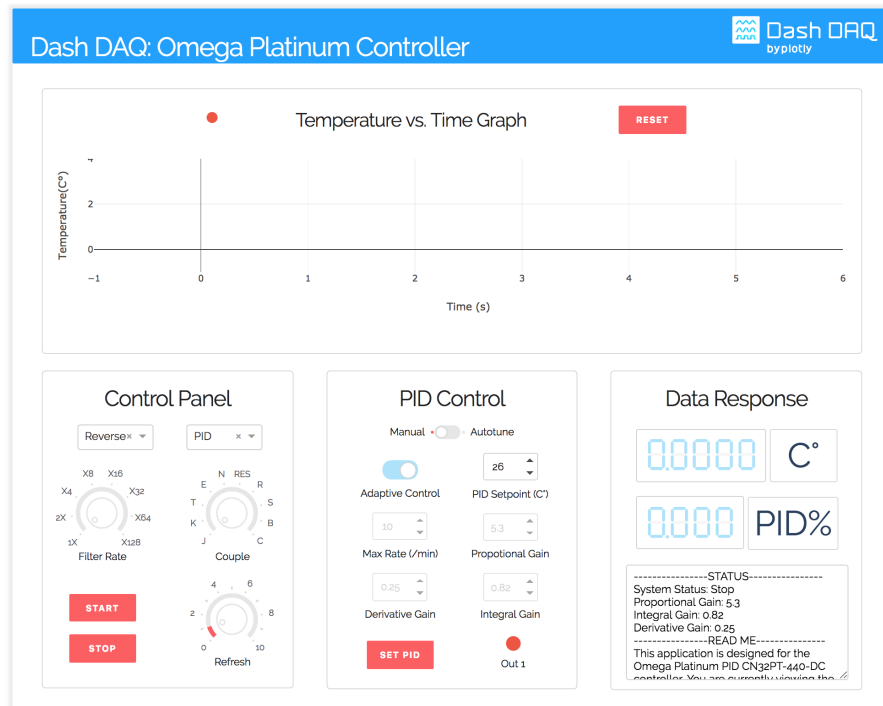 Dash DAQ: Omega Platinum Controller
Dash DAQ
by plotly
Temperature vs. Time Graph
RESET
Temperature(C°)
4
2
0
−1 0 1 2 3 4 5 6
Time (s)
Control Panel
Reverse× PID ×
X8 X16
X4 X32
2X X64
1X X128
Filter Rate
N RES
E R
T S
K B
J C
Couple
START
STOP
4 6
2 8
0 10
Refresh
PID Control
Manual Autotune
26
Adaptive Control PID Setpoint (C°)
10 5.3
Max Rate (/min) Propotional Gain
0.25 0.82
Derivative Gain Integral Gain
SET PID
Out 1
Data Response
0.0000 C°
0.000 PID%
----------------STATUS----------------
System Status: Stop
Proportional Gain: 5.3
Integral Gain: 0.82
Derivative Gain: 0.25
----------------READ ME---------------
This application is designed for the
Omega Platinum PID CN32PT-440-DC
controller. You are currently viewing the